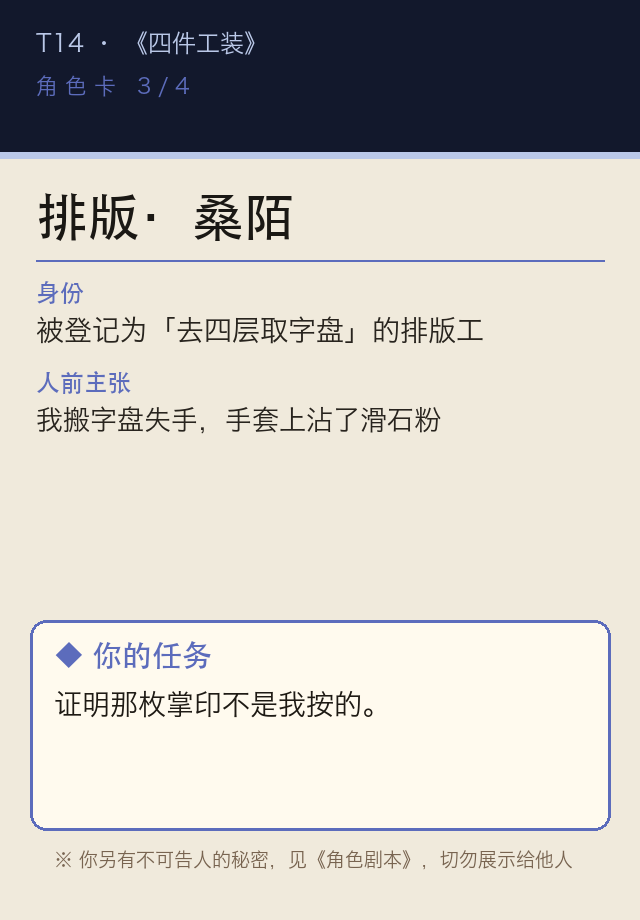 T14 · 《四件工装》
角色卡 3/4
排版· 桑陌
身份
被登记为「去四层取字盘」的排版工
人前主张
我搬字盘失手，手套上沾了滑石粉
◆ 你的任务
证明那枚掌印不是我按的。
※ 你另有不可告人的秘密，见《角色剧本》，切勿展示给他人